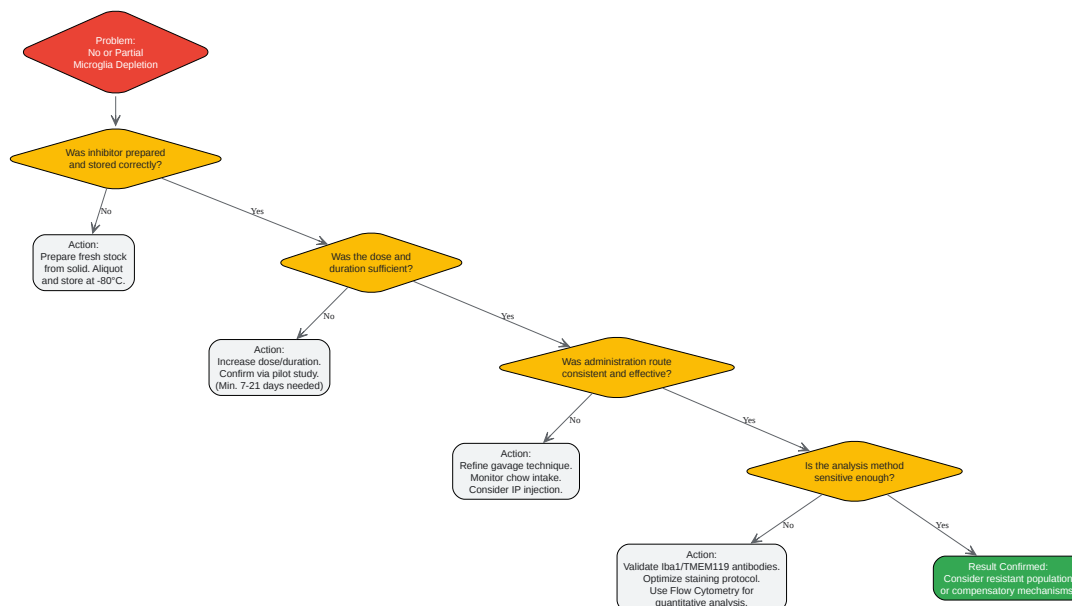 Problem:
No or Partial
Microglia Depletion
Was inhibitor prepared
and stored correctly?
No
Yes
Action:
Prepare fresh stock
from solid. Aliquot
and store at -80°C.
Was the dose and
duration sufficient?
No
Yes
Action:
Increase dose/duration.
Confirm via pilot study.
(Min. 7-21 days needed)
Was administration route
consistent and effective?
No
Yes
Action:
Refine gavage technique.
Monitor chow intake.
Consider IP injection.
Is the analysis method
sensitive enough?
No
Yes
Action:
Validate Iba1/TMEM119 antibodies.
Optimize staining protocol.
Use Flow Cytometry for
quantitative analysis.
Result Confirmed:
Consider resistant population
or compensatory mechanisms